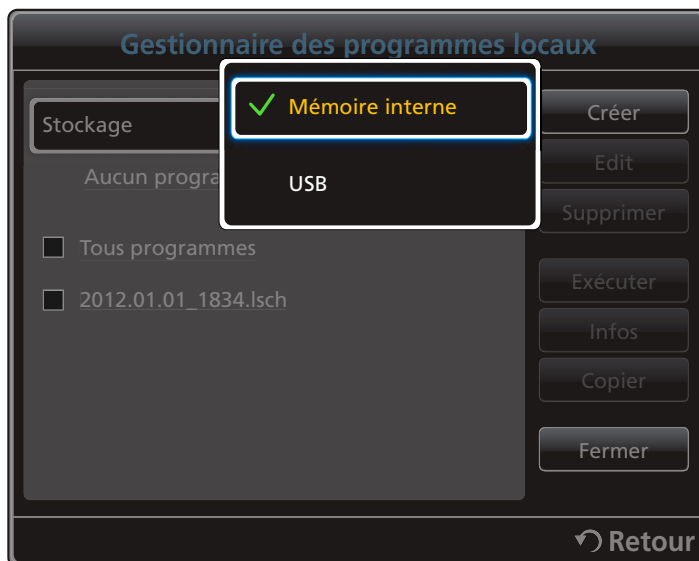 Gestionnaire des programmes locaux
Stockage
Mémoire interne
USB
Aucun
Tous programmes
2012.01.01_1834.lsch
Créer
Edit
Supprimer
Exécuter
Infos
Copier
Fermer
Retour